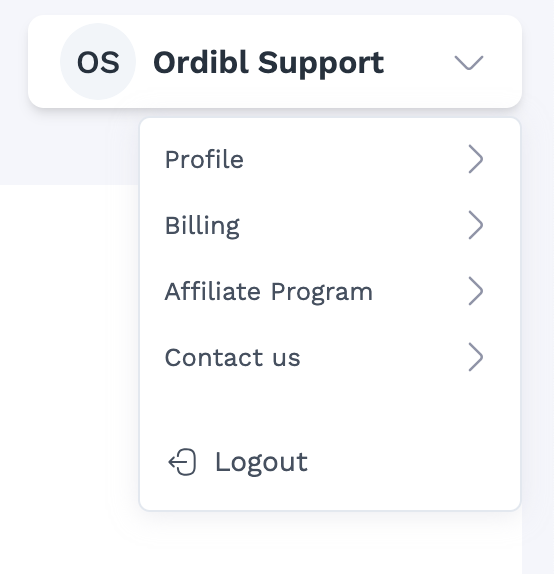 OS Ordibl Support
Profile
Billing
Affiliate Program
Contact us
Logout